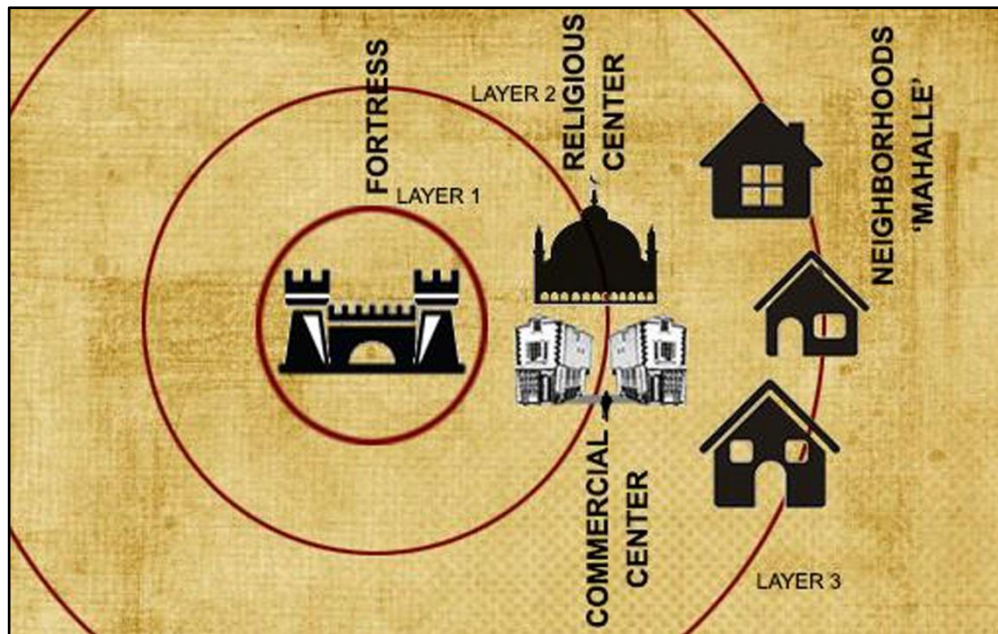 FORTRESS
LAYER 1
LAYER 2
RELIGIOUS
CENTER
COMMERCIAL
CENTER
NEIGHBORHOODS
‘MAHALLE’
LAYER 3